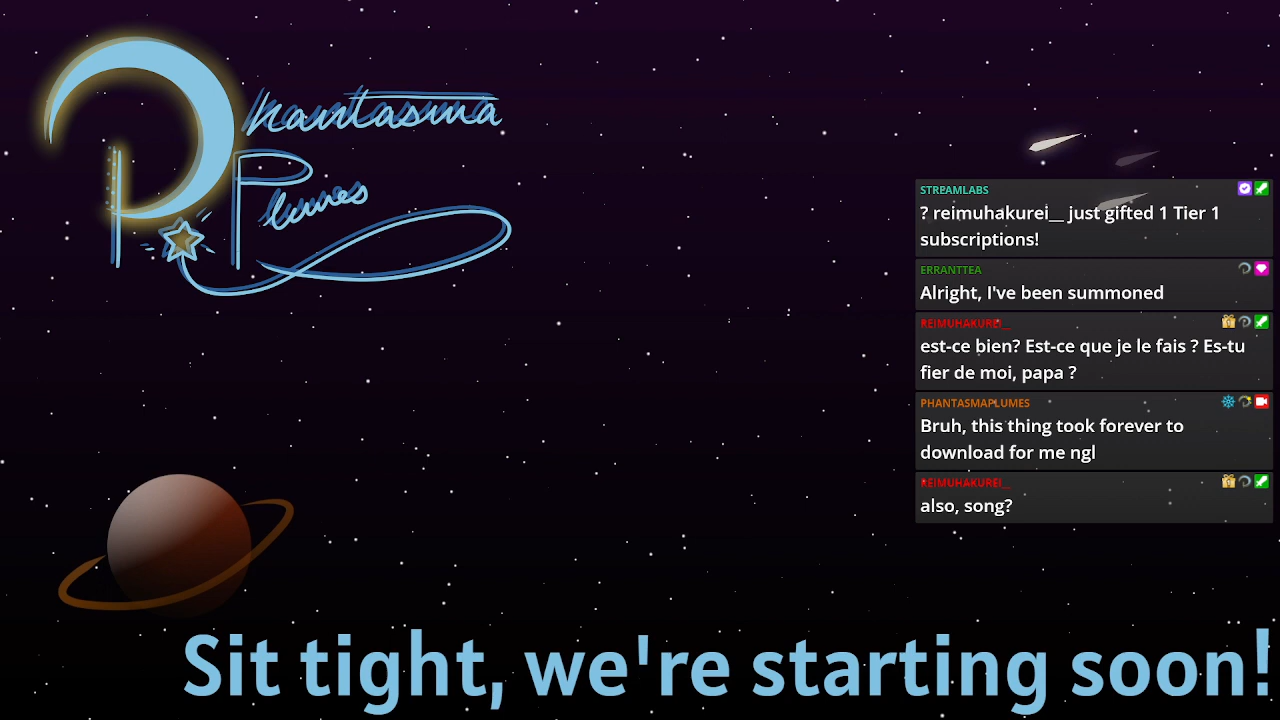 Phantasma
Plumes
STREAMLABS
? reimuhakurei__ just gifted 1 Tier 1
subscriptions!
ERRANTTEA
Alright, I've been summoned
REIMUHAKUREI__
est-ce bien? Est-ce que je le fais ? Es-tu
fier de moi, papa ?
PHANTASMAPLUMES
Bruh, this thing took forever to
download for me ngl
REIMUHAKUREI__
also, song?
Sit tight, we're starting soon!